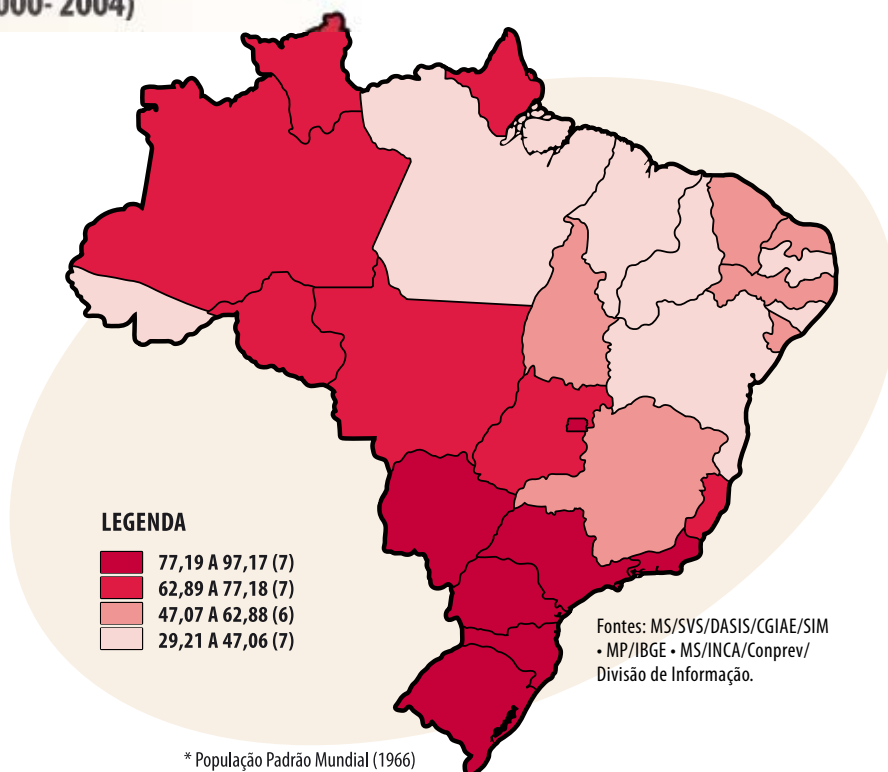 2004)
LEGENDA
77,19 A 97,17 (7)
62,89 A 77,18 (7)
47,07 A 62,88 (6)
29,21 A 47,06 (7)
Fontes: MS/SVS/DASIS/CGIAE/SIM
• MP/IBGE • MS/INCA/Conprev/
Divisão de Informação.
* População Padrão Mundial (1966)